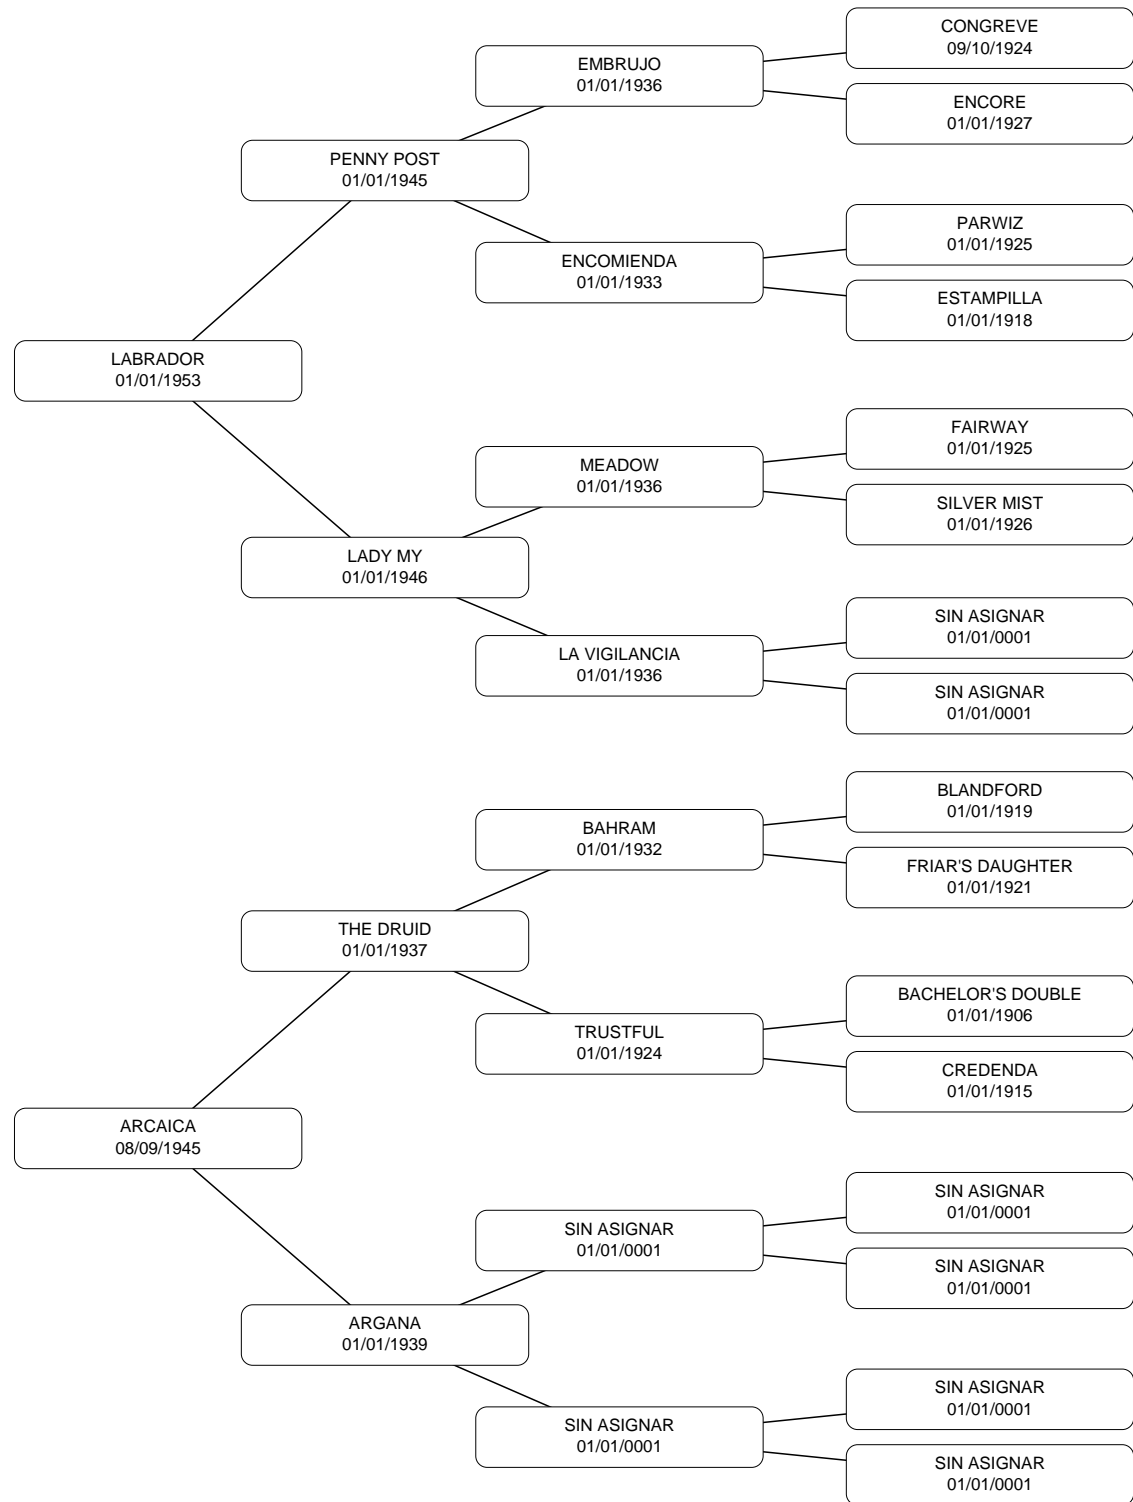 CONGREVE
09/10/1924
EMBRUJO
01/01/1936
ENCORE
01/01/1927
PENNY POST
01/01/1945
PARWIZ
01/01/1925
ENCOMIENDA
01/01/1933
ESTAMPILLA
01/01/1918
LABRADOR
01/01/1953
FAIRWAY
01/01/1925
MEADOW
01/01/1936
SILVER MIST
01/01/1926
LADY MY
01/01/1946
SIN ASIGNAR
01/01/0001
LA VIGILANCIA
01/01/1936
SIN ASIGNAR
01/01/0001
BLANDFORD
01/01/1919
BAHRAM
01/01/1932
FRIAR'S DAUGHTER
01/01/1921
THE DRUID
01/01/1937
BACHELOR'S DOUBLE
01/01/1906
TRUSTFUL
01/01/1924
CREDENDA
01/01/1915
ARCAICA
08/09/1945
SIN ASIGNAR
01/01/0001
SIN ASIGNAR
01/01/0001
SIN ASIGNAR
01/01/0001
ARGANA
01/01/1939
SIN ASIGNAR
01/01/0001
SIN ASIGNAR
01/01/0001
SIN ASIGNAR
01/01/0001